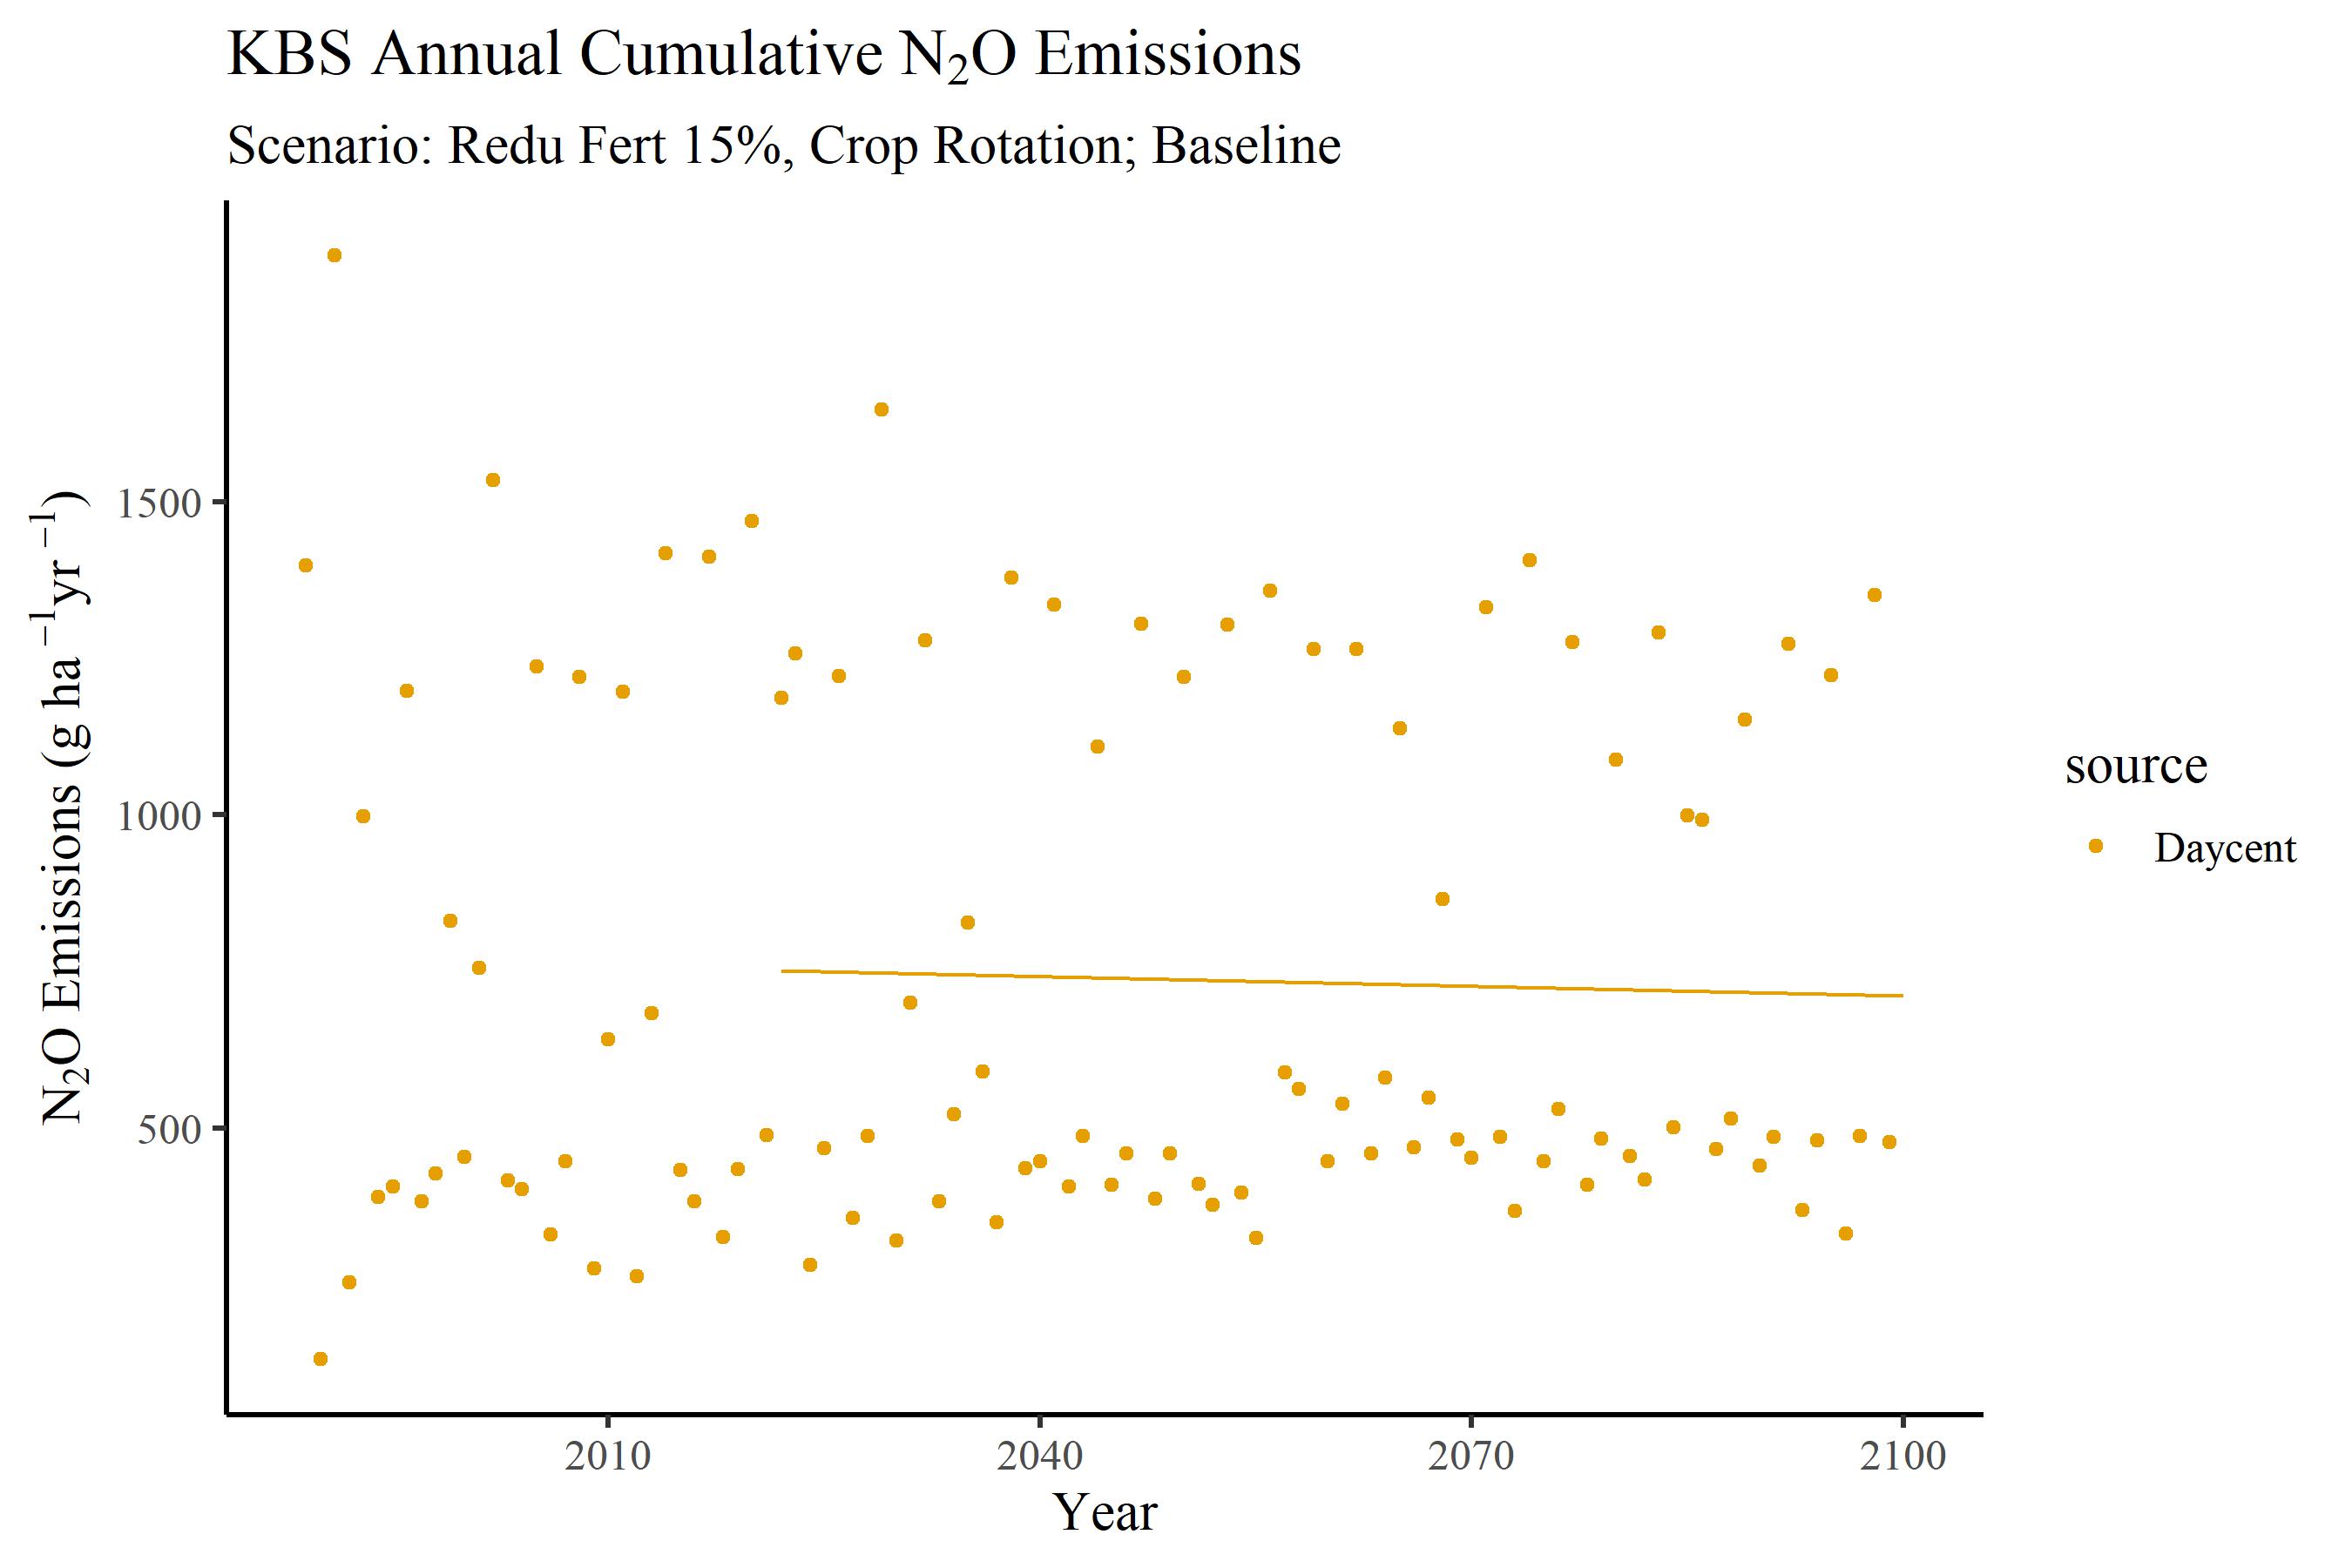 KBS Annual Cumulative N₂O Emissions
Scenario: Redu Fert 15%, Crop Rotation; Baseline
N₂O Emissions (g ha⁻¹yr⁻¹)
1500
1000
500
2010
2040
2070
2100
Year
source
Daycent